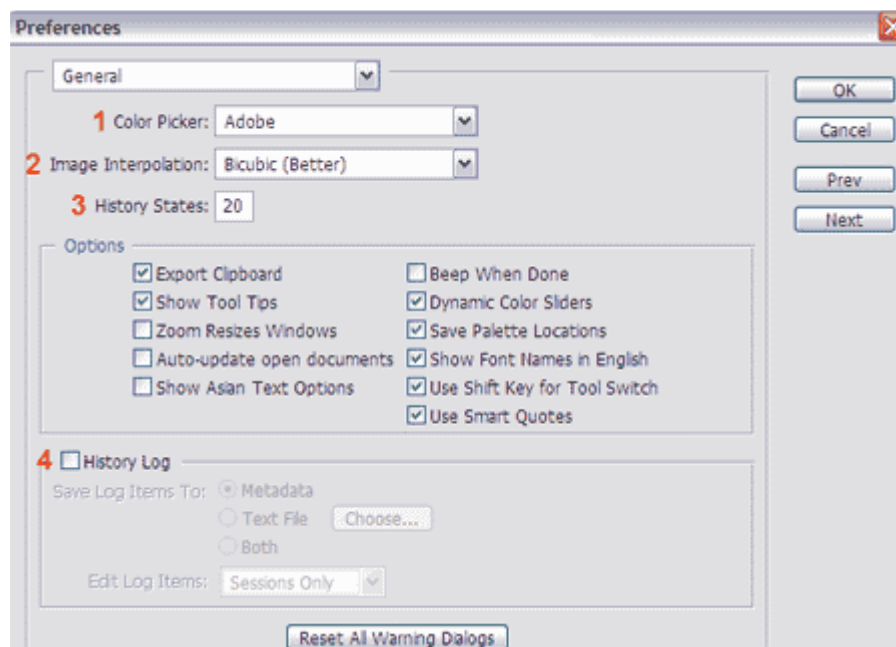 Preferences
General
OK
1 Color Picker: Adobe
Cancel
2 Image Interpolation: Bicubic (Better)
Prev
3 History States: 20
Next
Options
Export Clipboard
Show Tool Tips
Zoom Resizes Windows
Auto-update open documents
Show Asian Text Options
Beep When Done
Dynamic Color Sliders
Save Palette Locations
Show Font Names in English
Use Shift Key for Tool Switch
Use Smart Quotes
4 History Log
Save Log Items To: Metadata
Text File Choose...
Both
Edit Log Items: Sessions Only
Reset All Warning Dialogs